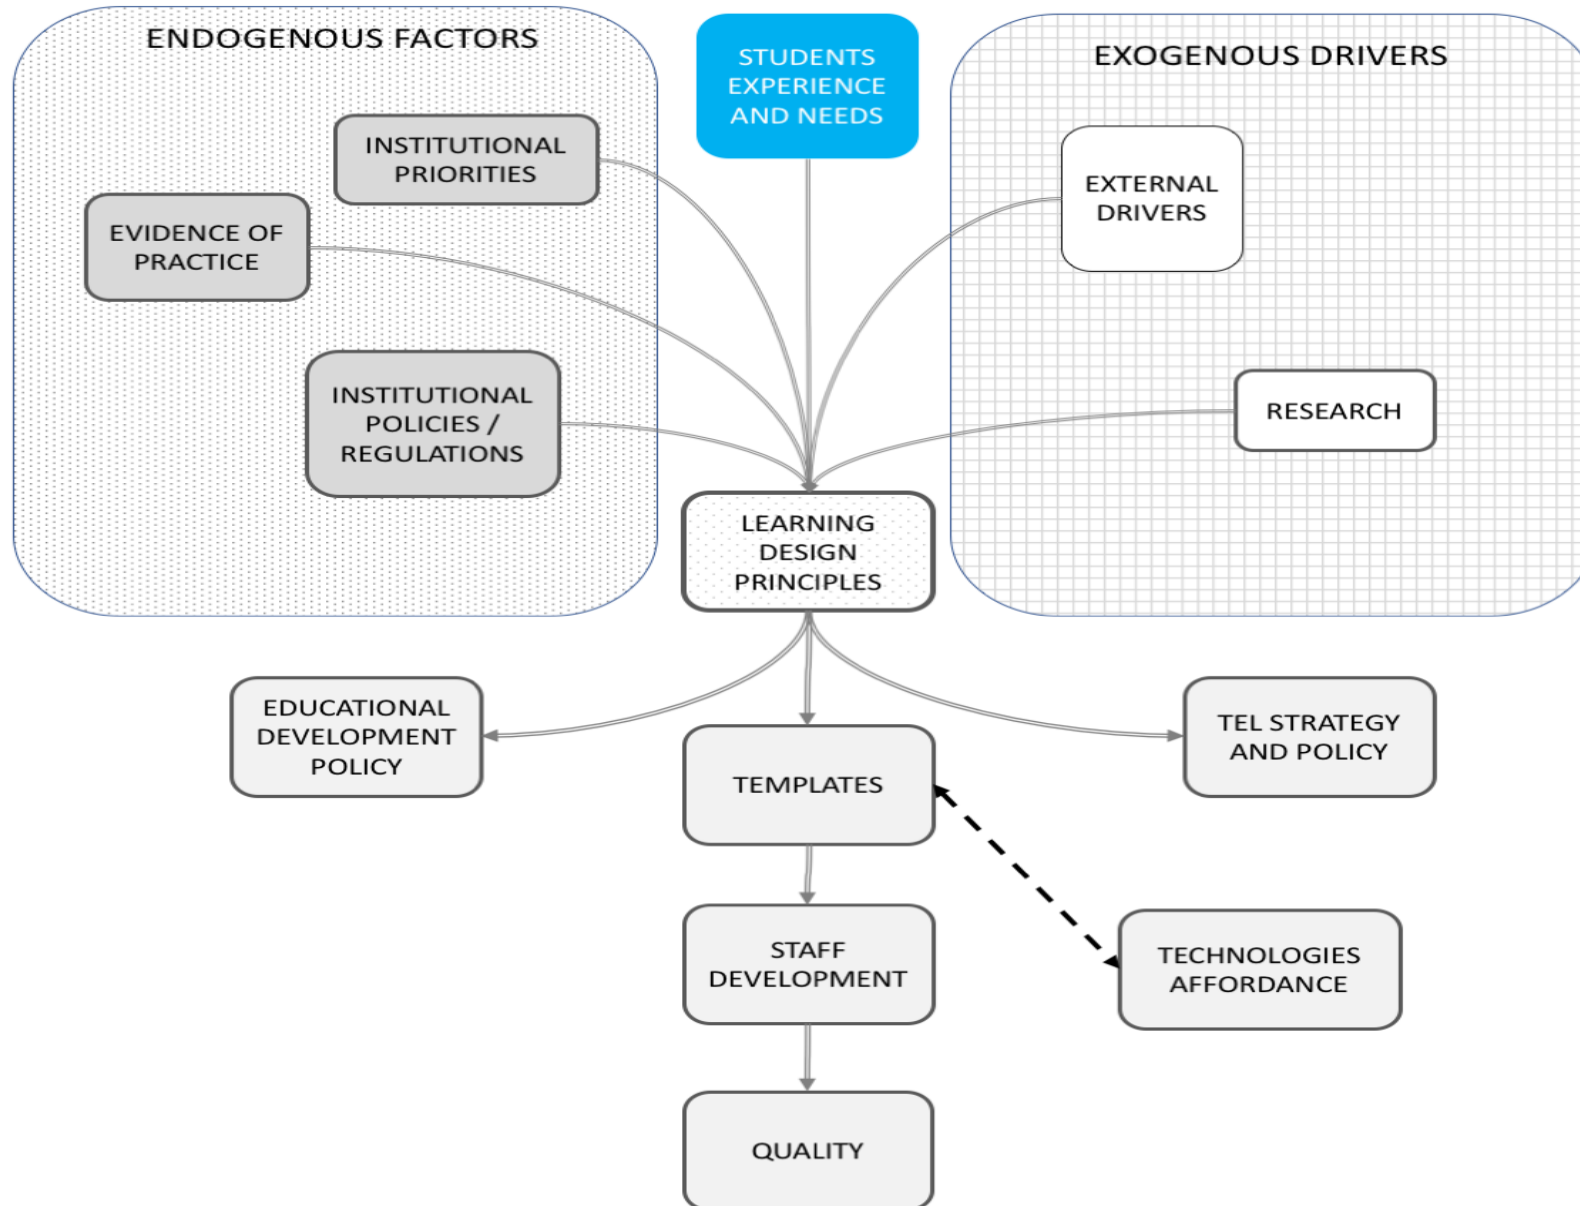 ENDOGENOUS FACTORS
STUDENTS
EXPERIENCE
AND NEEDS
EXOGENOUS DRIVERS
INSTITUTIONAL
PRIORITIES
EVIDENCE OF
PRACTICE
INSTITUTIONAL
POLICIES /
REGULATIONS
EXTERNAL
DRIVERS
RESEARCH
LEARNING
DESIGN
PRINCIPLES
EDUCATIONAL
DEVELOPMENT
POLICY
TEMPLATES
TEL STRATEGY
AND POLICY
STAFF
DEVELOPMENT
TECHNOLOGIES
AFFORDANCE
QUALITY